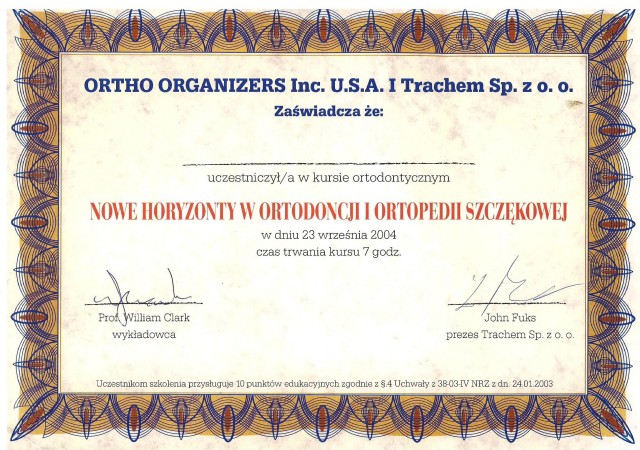 ORTHO ORGANIZERS Inc. U.S.A. I Trachem Sp. z o. o.
Zaświadcza że:
uczestniczył/a w kursie ortodontycznym
NOWE HORYZONTY W ORTODONCJI I ORTOPEDII SZCZĘKOWEJ
w dniu 23 września 2004
czas trwania kursu 7 godz.
Prof. William Clark
wykładowca
John Fuks
prezes Trachem Sp. z o. o.
Uczestnikom szkolenia przysługuje 10 punktów edukacyjnych zgodnie z §.4 Uchwały z 38-03-IV NRZ z dn. 24.01.2003